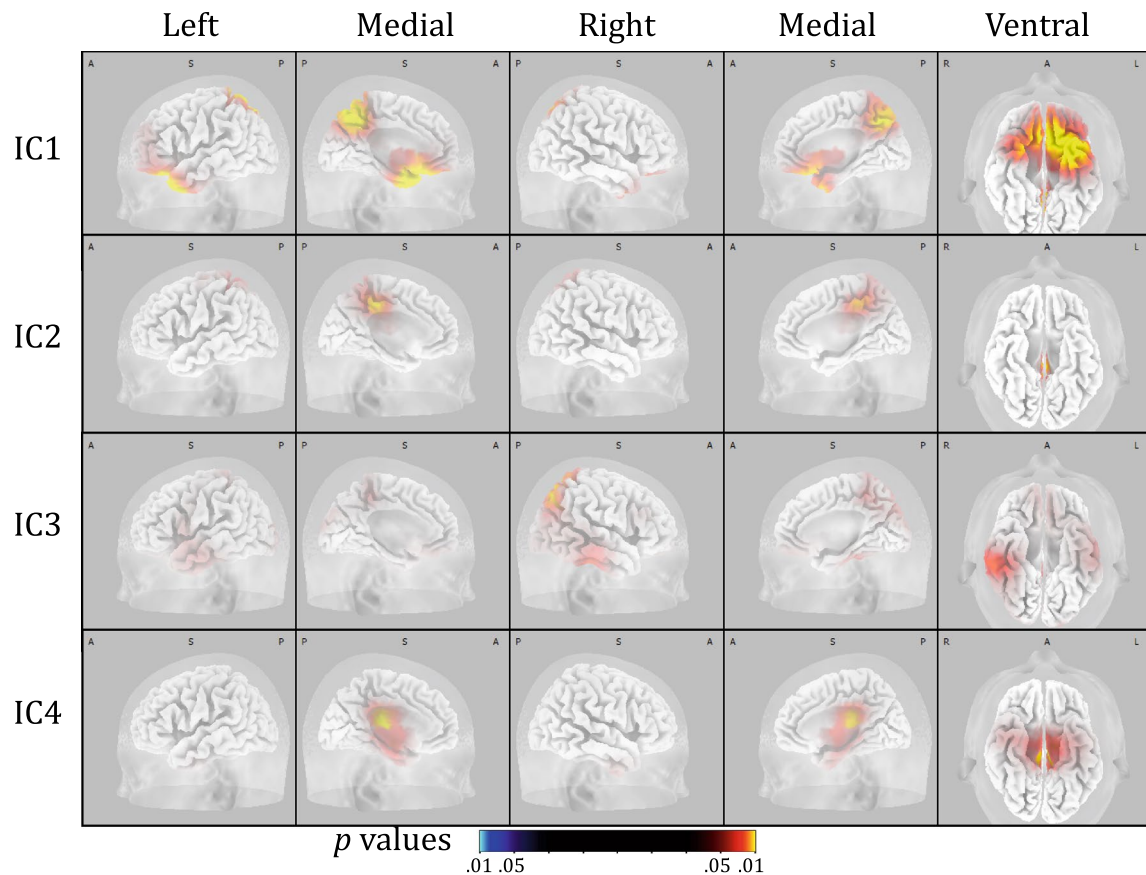 Left Medial Right Medial Ventral
A S P P S A P S A A S P R A L
IC1
A S P P S A P S A A S P R A L
IC2
A S P P S A P S A A S P R A L
IC3
A S P P S A P S A A S P R A L
IC4
p values
.01 .05 .05 .01